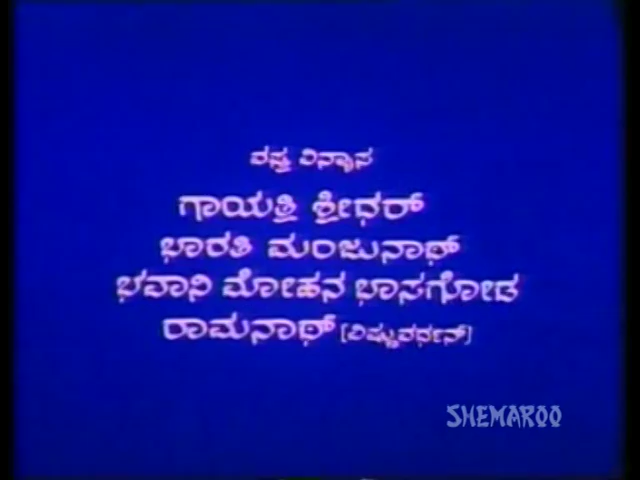 ವಸ್ತ್ರ ವಿನ್ಯಾಸ
ಗಾಯತ್ರಿ ಶ್ರೀಧರ್
ಭಾರತಿ ಮಂಜುನಾಥ್
ಭವಾನಿ ಮೋಹನ ಭಾಸಗೋಡ
ರಾಮನಾಥ್ [ವಿಷ್ಣುವರ್ಧನ್]
SHEMAROO